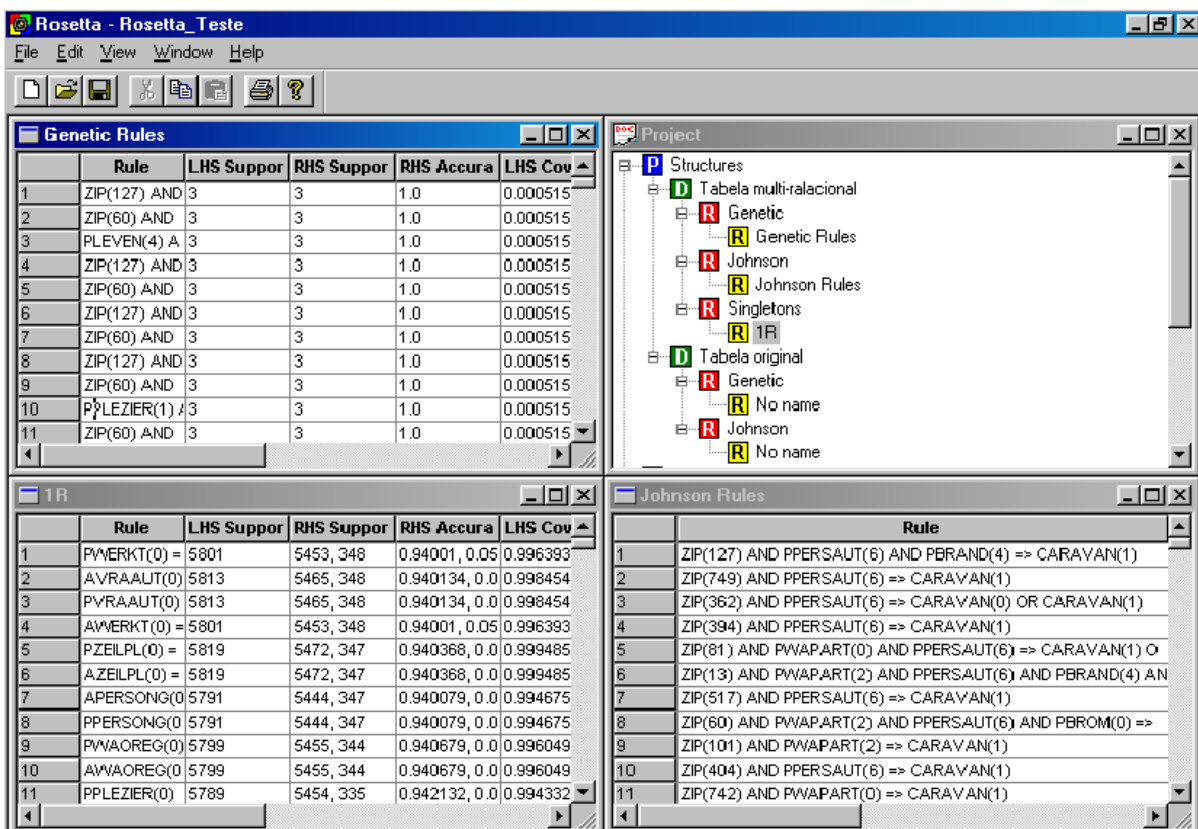 Rosetta - Rosetta_Teste
File Edit View Window Help
Genetic Rules
Rule LHS Suppor RHS Suppor RHS Accura LHS Cov
1 ZIP(127) AND 3 3 1.0 0.000515
2 ZIP(60) AND 3 3 1.0 0.000515
3 PLEVEN(4) A 3 3 1.0 0.000515
4 ZIP(127) AND 3 3 1.0 0.000515
5 ZIP(60) AND 3 3 1.0 0.000515
6 ZIP(127) AND 3 3 1.0 0.000515
7 ZIP(60) AND 3 3 1.0 0.000515
8 ZIP(127) AND 3 3 1.0 0.000515
9 ZIP(60) AND 3 3 1.0 0.000515
10 PPLEZIER(1) A 3 3 1.0 0.000515
11 ZIP(60) AND 3 3 1.0 0.000515
Project
P Structures
D Tabela multi-ralacional
R Genetic
R Genetic Rules
R Johnson
R Johnson Rules
R Singletons
R 1R
D Tabela original
R Genetic
R No name
R Johnson
R No name
1R
Rule LHS Suppor RHS Suppor RHS Accura LHS Cov
1 PWERKT(0) = 5801 5453, 348 0.94001, 0.05 0.996393
2 AVRAAUT(0) 5813 5465, 348 0.940134, 0.0 0.998454
3 PVRAAUT(0) 5813 5465, 348 0.940134, 0.0 0.998454
4 AWERKT(0) = 5801 5453, 348 0.94001, 0.05 0.996393
5 PZEILPL(0) = 5819 5472, 347 0.940368, 0.0 0.999485
6 AZEILPL(0) = 5819 5472, 347 0.940368, 0.0 0.999485
7 APERSONG(0 5791 5444, 347 0.940079, 0.0 0.994675
8 PPERSONG(0 5791 5444, 347 0.940079, 0.0 0.994675
9 PWAOREG(0) 5799 5455, 344 0.940679, 0.0 0.996049
10 AWAOREG(0 5799 5455, 344 0.940679, 0.0 0.996049
11 PPLEZIER(0) 5789 5454, 335 0.942132, 0.0 0.994332
Johnson Rules
Rule
1 ZIP(127) AND PPERSAUT(6) AND PBRAND(4) => CARAVAN(1)
2 ZIP(749) AND PPERSAUT(6) => CARAVAN(1)
3 ZIP(362) AND PPERSAUT(6) => CARAVAN(0) OR CARAVAN(1)
4 ZIP(394) AND PPERSAUT(6) => CARAVAN(1)
5 ZIP(81) AND PWAPART(0) AND PPERSAUT(6) => CARAVAN(1) O
6 ZIP(13) AND PWAPART(2) AND PPERSAUT(6) AND PBRAND(4) AN
7 ZIP(517) AND PPERSAUT(6) => CARAVAN(1)
8 ZIP(60) AND PWAPART(2) AND PPERSAUT(6) AND PBROM(0) =>
9 ZIP(101) AND PWAPART(2) => CARAVAN(1)
10 ZIP(404) AND PPERSAUT(6) => CARAVAN(1)
11 ZIP(742) AND PWAPART(0) => CARAVAN(1)